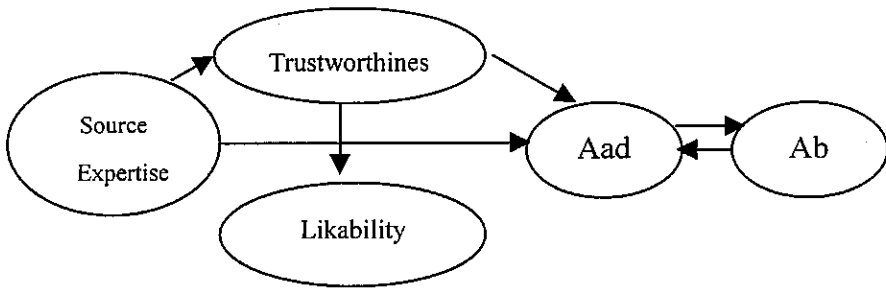 Trustworthines
Source
Expertise
Aad
Ab
Likability